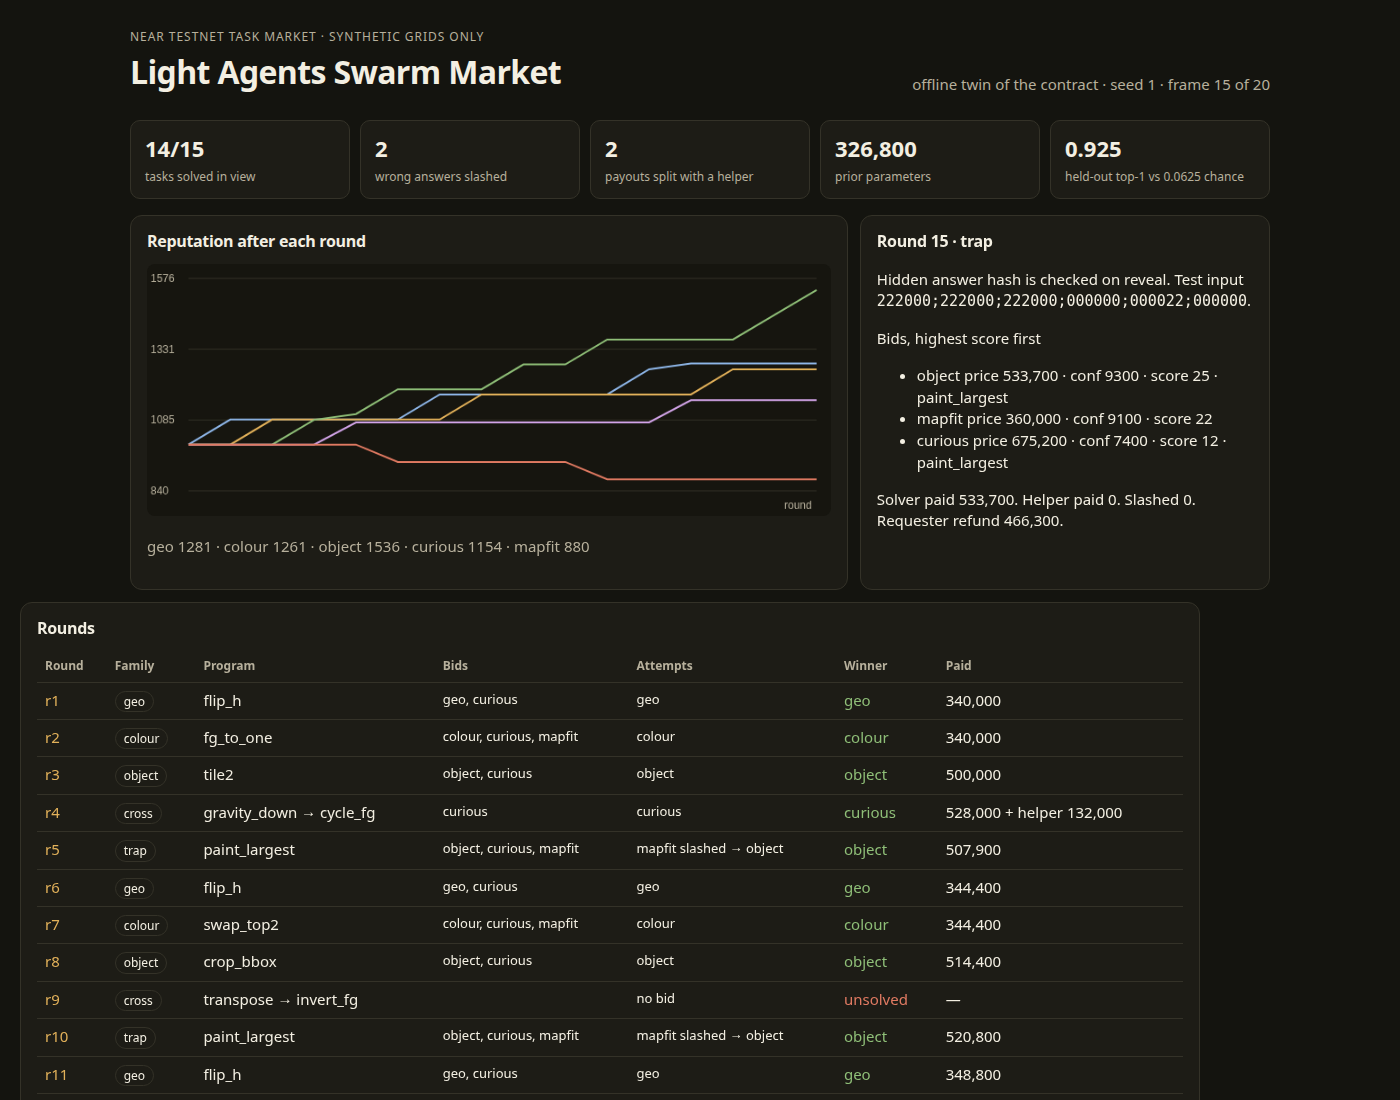 NEAR TESTNET TASK MARKET · SYNTHETIC GRIDS ONLY
Light Agents Swarm Market
offline twin of the contract · seed 1 · frame 15 of 20
14/15
tasks solved in view
2
wrong answers slashed
2
payouts split with a helper
326,800
prior parameters
0.925
held-out top-1 vs 0.0625 chance
Reputation after each round
1576
1331
1085
840
round
geo 1281 · colour 1261 · object 1536 · curious 1154 · mapfit 880
Round 15 · trap
Hidden answer hash is checked on reveal. Test input
222000;222000;222000;000000;000022;000000.
Bids, highest score first
• object price 533,700 · conf 9300 · score 25 ·
paint_largest
• mapfit price 360,000 · conf 9100 · score 22
• curious price 675,200 · conf 7400 · score 12 ·
paint_largest
Solver paid 533,700. Helper paid 0. Slashed 0.
Requester refund 466,300.
Rounds
Round Family Program Bids Attempts Winner Paid
r1 geo flip_h geo, curious geo geo 340,000
r2 colour fg_to_one colour, curious, mapfit colour colour 340,000
r3 object tile2 object, curious object object 500,000
r4 cross gravity_down → cycle_fg curious curious curious 528,000 + helper 132,000
r5 trap paint_largest object, curious, mapfit mapfit slashed → object object 507,900
r6 geo flip_h geo, curious geo geo 344,400
r7 colour swap_top2 colour, curious, mapfit colour colour 344,400
r8 object crop_bbox object, curious object object 514,400
r9 cross transpose → invert_fg no bid unsolved —
r10 trap paint_largest object, curious, mapfit mapfit slashed → object object 520,800
r11 geo flip_h geo, curious geo geo 348,800